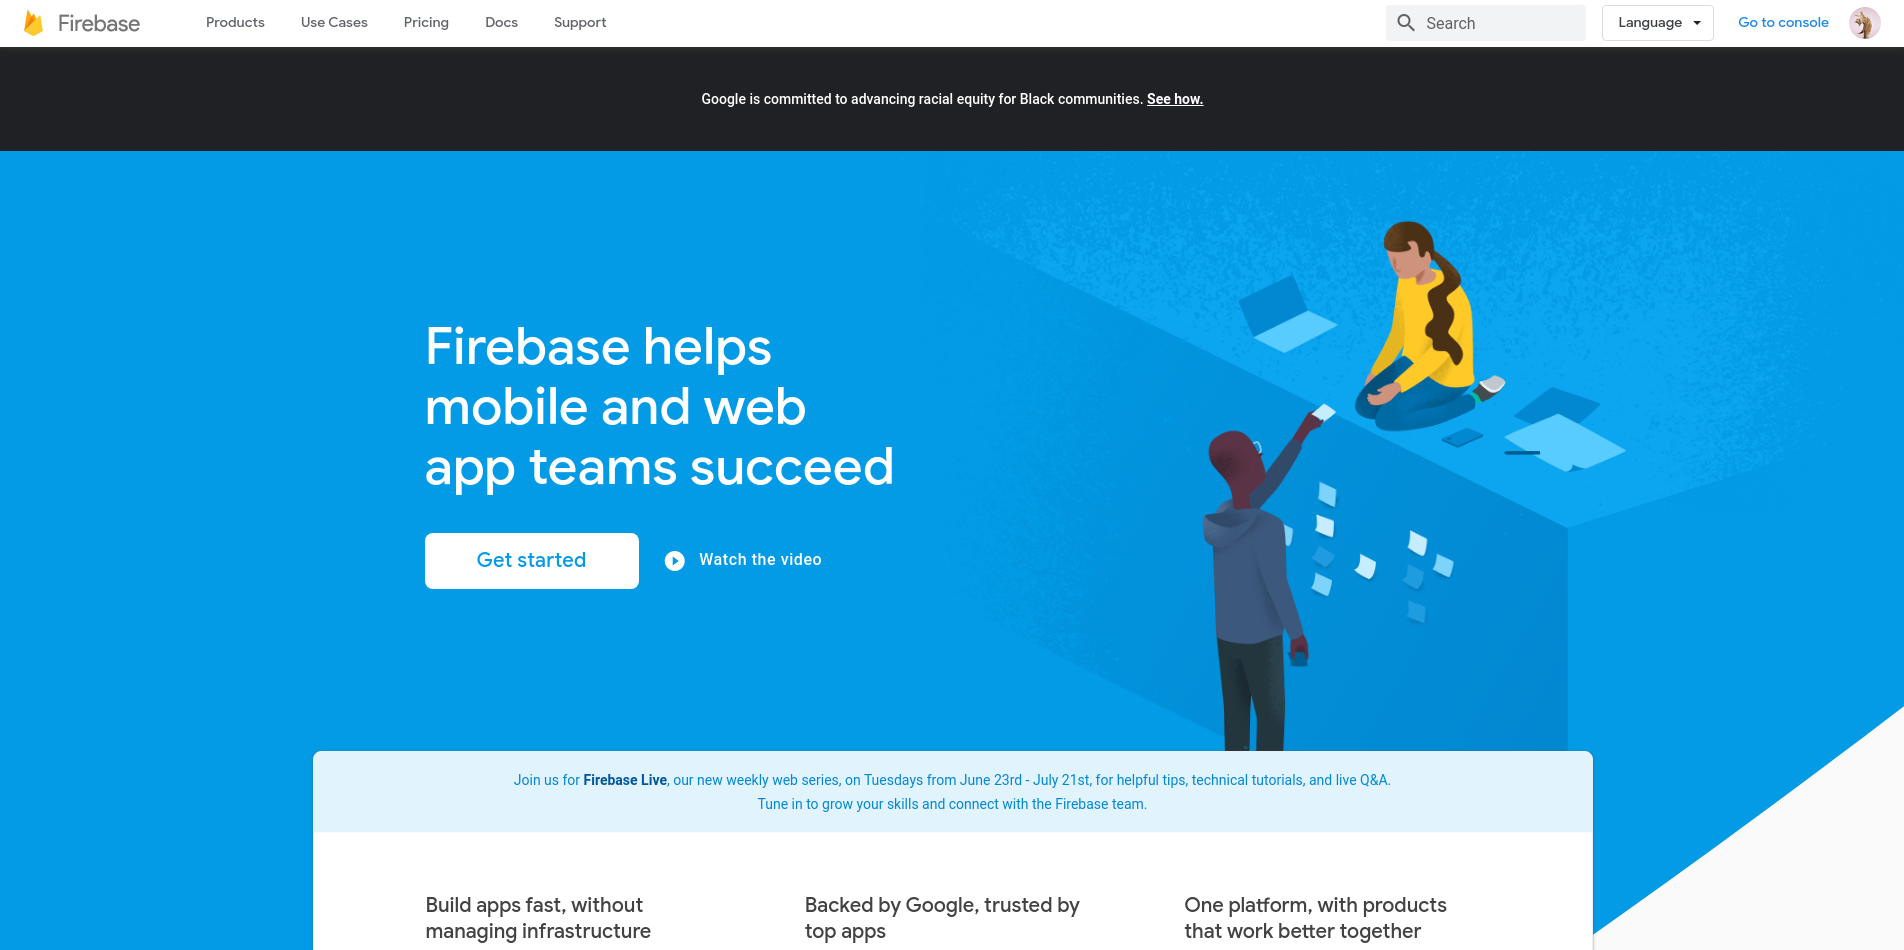 Firebase
Products
Use Cases
Pricing
Docs
Support
Search
Language
Go to console
Google is committed to advancing racial equity for Black communities. See how.
Firebase helps
mobile and web
app teams succeed
Get started
Watch the video
Join us for Firebase Live, our new weekly web series, on Tuesdays from June 23rd - July 21st, for helpful tips, technical tutorials, and live Q&A.
Tune in to grow your skills and connect with the Firebase team.
Build apps fast, without
managing infrastructure
Backed by Google, trusted by
top apps
One platform, with products
that work better together